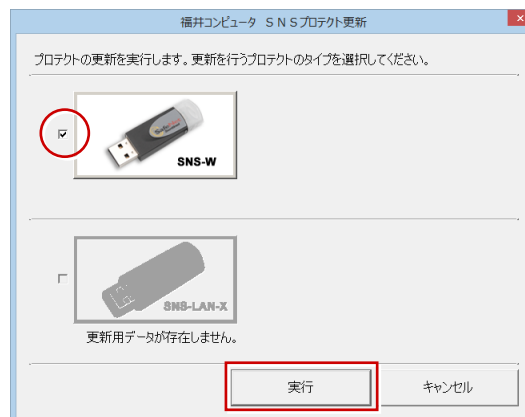 福井コンピュータ ＳＮＳプロテクト更新
プロテクトの更新を実行します。更新を行うプロテクトのタイプを選択してください。
SNS-W
SNS-LAN-X
更新用データが存在しません。
実行
キャンセル